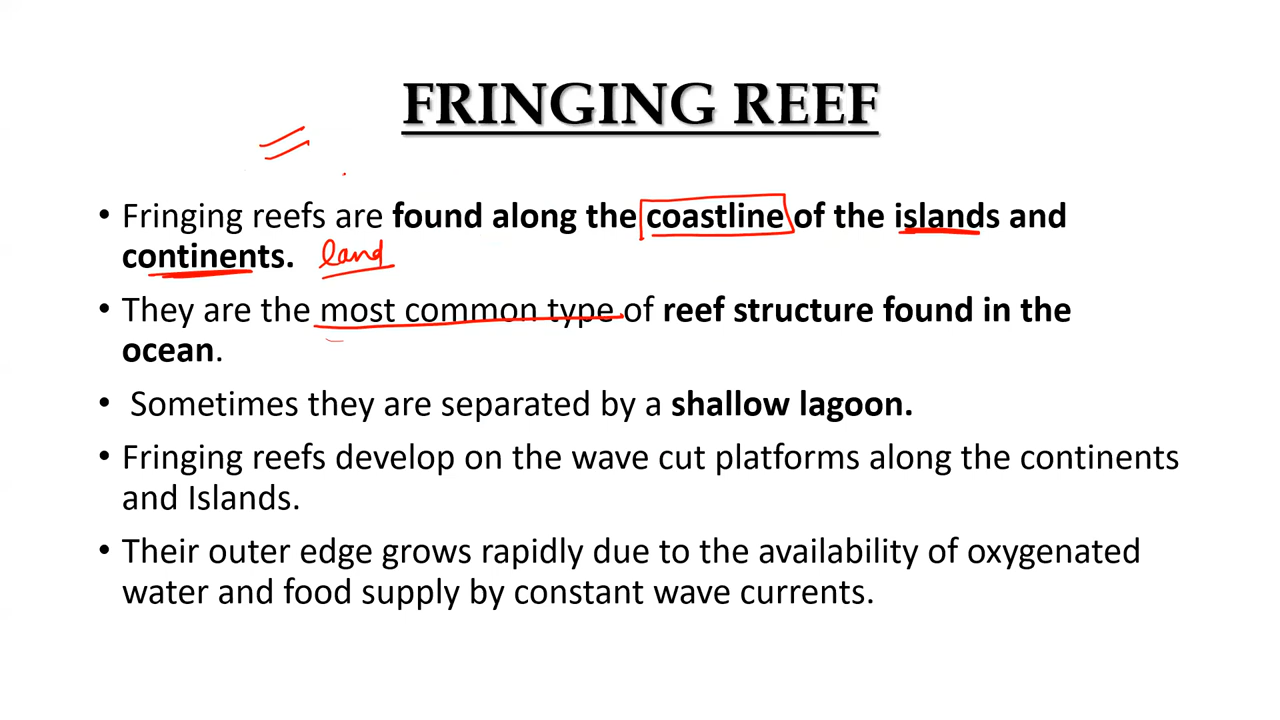 FRINGING REEF
• Fringing reefs are found along the coastline of the islands and
continents. land
• They are the most common type of reef structure found in the
ocean.
• Sometimes they are separated by a shallow lagoon.
• Fringing reefs develop on the wave cut platforms along the continents
and Islands.
• Their outer edge grows rapidly due to the availability of oxygenated
water and food supply by constant wave currents.